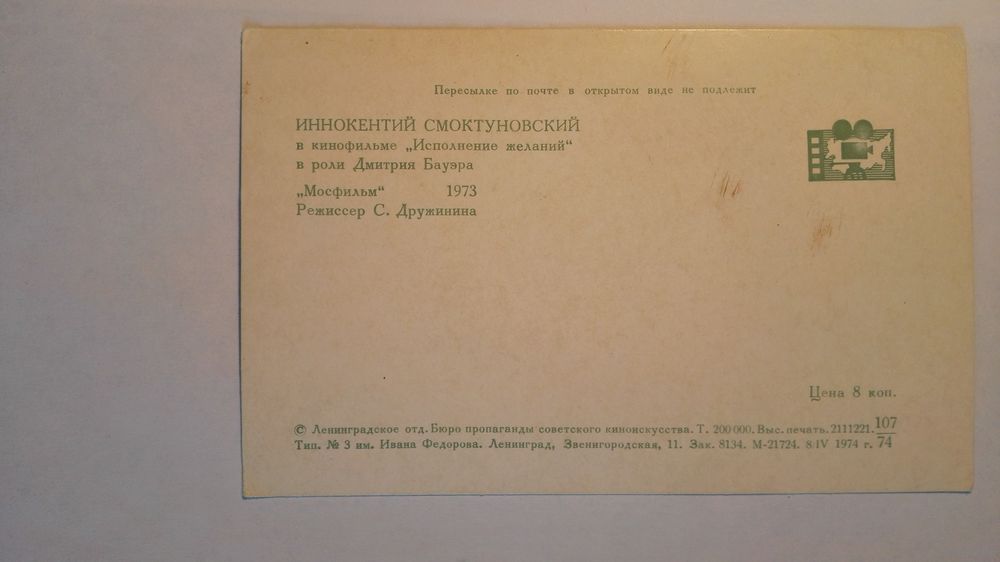 Пересылке по почте в открытом виде не подлежит
ИННОКЕНТИЙ СМОКТУНОВСКИЙ
в кинофильме „Исполнение желаний“
в роли Дмитрия Бауэра
„Мосфильм“ 1973
Режиссер С. Дружинина
Цена 8 коп.
© Ленинградское отд. Бюро пропаганды советского киноискусства. Т. 200 000. Выс. печать. 2111221. 107
Тип. № 3 им. Ивана Федорова. Ленинград, Звенигородская, 11. Зак. 8134. М-21724. 8/IV 1974 г. 74